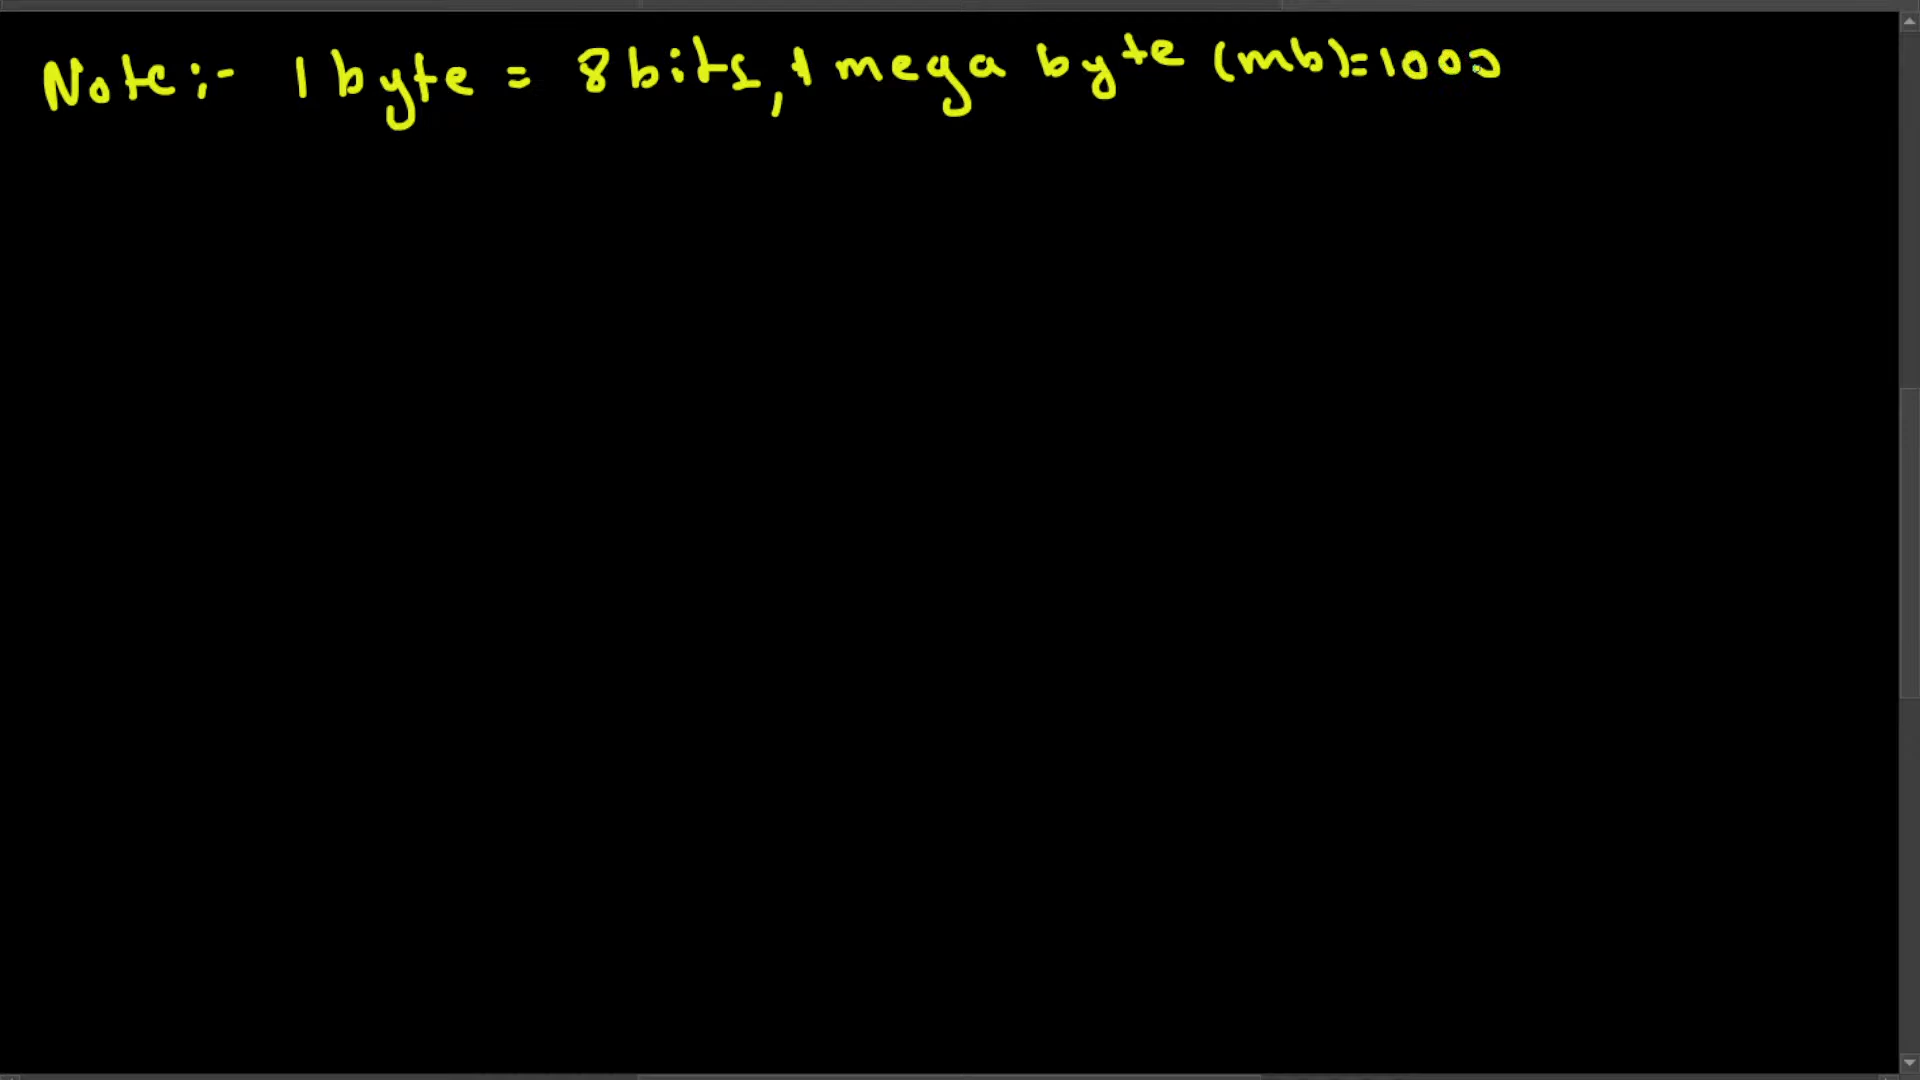 Note:- 1 byte = 8 bits, 1 mega byte (mb)=1000